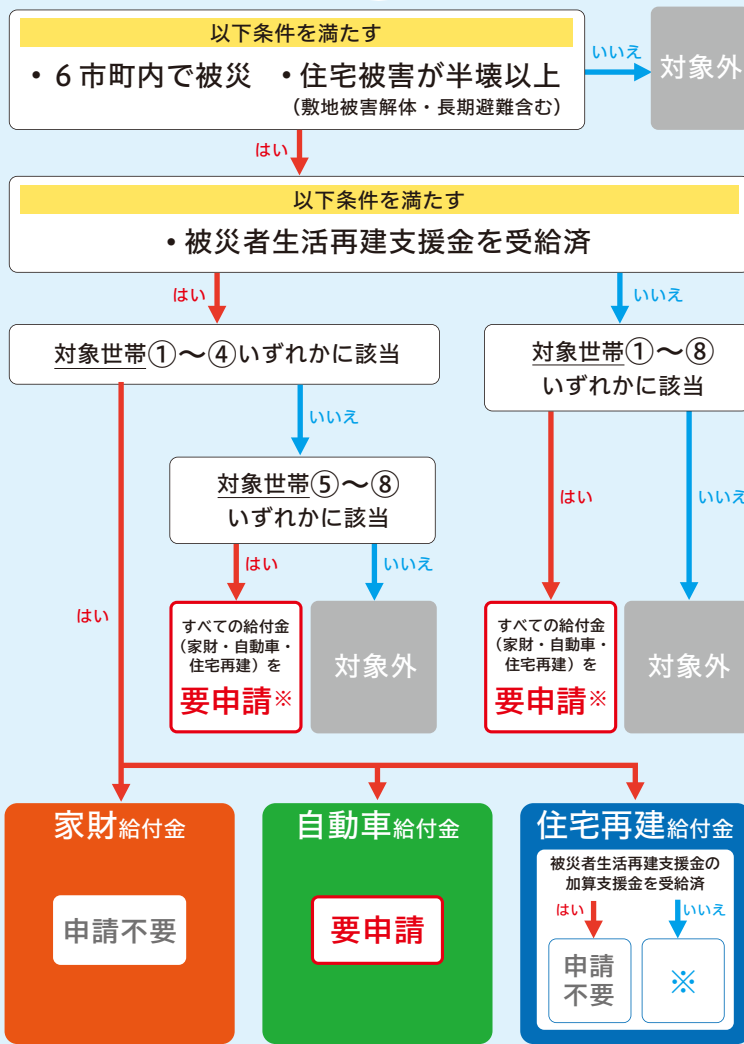 以下条件を満たす
・６市町内で被災 ・住宅被害が半壊以上
（敷地被害解体・長期避難含む）
いいえ
対象外
はい
以下条件を満たす
・被災者生活再建支援金を受給済
はい
いいえ
対象世帯①〜④いずれかに該当
対象世帯①〜⑧
いずれかに該当
いいえ
対象世帯⑤〜⑧
いずれかに該当
はい
いいえ
はい
いいえ
はい
すべての給付金
（家財・自動車・
住宅再建）を
要申請※
対象外
すべての給付金
（家財・自動車・
住宅再建）を
要申請※
対象外
家財給付金
申請不要
自動車給付金
要申請
住宅再建給付金
被災者生活再建支援金の
加算支援金を受給済
はい
いいえ
申請
不要
※